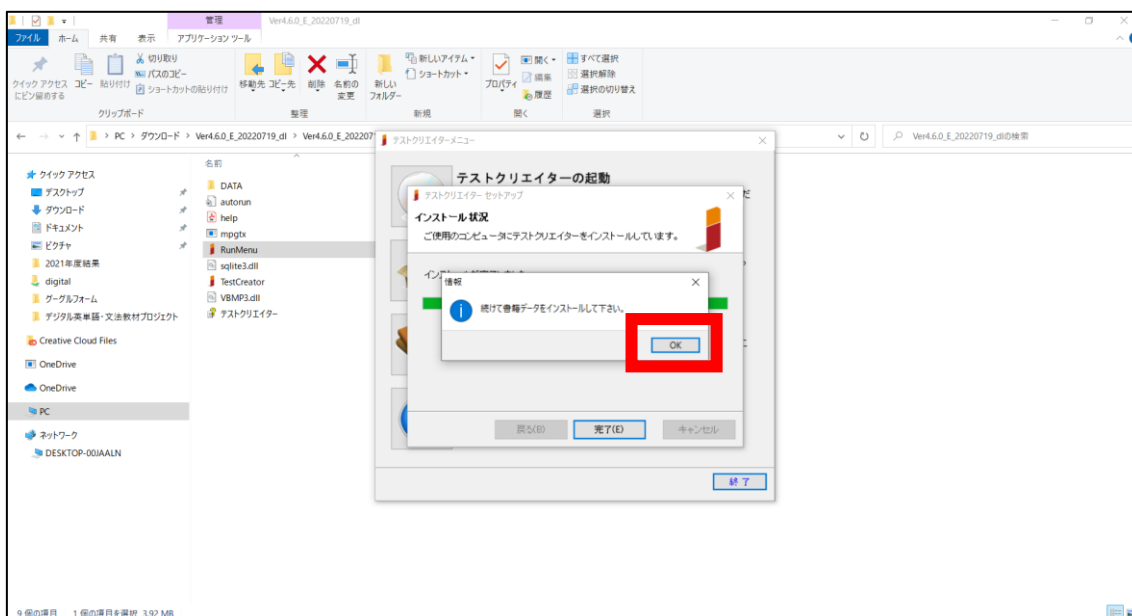 管理
Ver4.6.0_E_20220719_dl
ファイル ホーム 共有 表示 アプリケーション ツール
クイック アクセスにピン留めする
コピー
貼り付け
切り取り
パスのコピー
ショートカットの貼り付け
クリップボード
移動先
コピー先
削除
名前の変更
整理
新しいフォルダー
新しいアイテム
ショートカット
新規
プロパティ
開く
編集
履歴
開く
すべて選択
選択解除
選択の切り替え
選択
PC > ダウンロード > Ver4.6.0_E_20220719_dl > Ver4.6.0_E_20220
Ver4.6.0_E_20220719_dlの検索
クイック アクセス
デスクトップ
ダウンロード
ドキュメント
ピクチャ
2021年度結果
digital
グーグルフォーム
デジタル英単語・文法教材プロジェクト
Creative Cloud Files
OneDrive
OneDrive
PC
ネットワーク
DESKTOP-00JAALN
名前
DATA
autorun
help
mpgtx
RunMenu
sqlite3.dll
TestCreator
VBMP3.dll
テストクリエイター
テストクリエイターメニュー
テストクリエイターの起動
テストクリエイター セットアップ
インストール状況
ご使用のコンピュータにテストクリエイターをインストールしています。
情報
続けて書籍データをインストールして下さい。
OK
戻る(B)
完了(E)
キャンセル
終了
9 個の項目 1 個の項目を選択 3.92 MB